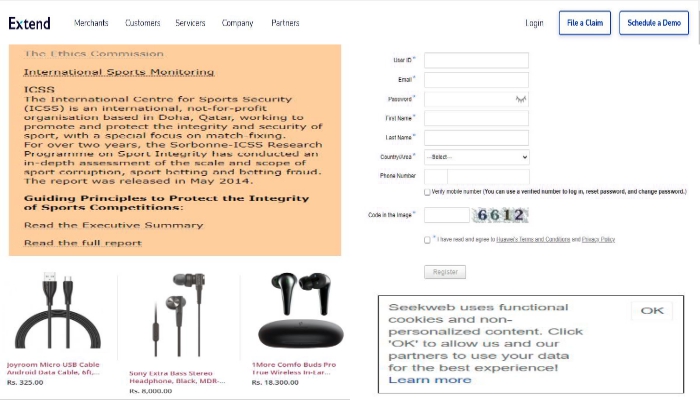 Extend
Merchants Customers Servicers Company Partners
Login File a Claim Schedule a Demo
The Ethics Commission
International Sports Monitoring
ICSS
The International Centre for Sports Security
(ICSS) is an international, not-for-profit
organisation based in Doha, Qatar, working to
promote and protect the integrity and security of
sport, with a special focus on match-fixing.
For over two years, the Sorbonne-ICSS Research
Programme on Sport Integrity has conducted an
in-depth assessment of the scale and scope of
sport corruption, sport betting and betting fraud.
The report was released in May 2014.
Guiding Principles to Protect the Integrity
of Sports Competitions:
Read the Executive Summary
Read the full report
User ID *
Email *
Password *
First Name *
Last Name *
Country/Area * ---Select---
Phone Number
Verify mobile number (You can use a verified number to log in, reset password, and change password.)
Code in the image * 6612
* I have read and agree to Huawei's Terms and Conditions and Privacy Policy
Register
Joyroom Micro USB Cable
Android Data Cable, 6ft,...
Rs. 325.00
Sony Extra Bass Stereo
Headphone, Black, MDR-...
Rs. 8,000.00
1More Comfo Buds Pro
True Wireless In-Ear...
Rs. 18,300.00
Seekweb uses functional
cookies and non-
personalized content. Click
'OK' to allow us and our
partners to use your data
for the best experience!
Learn more
OK